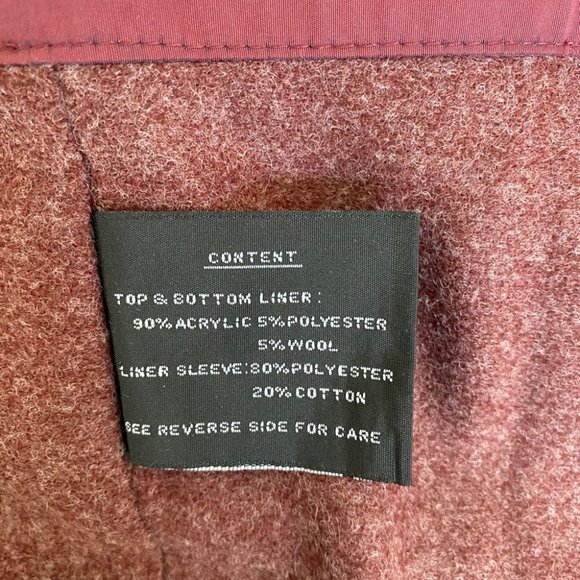 CONTENT
TOP & BOTTOM LINER:
90% ACRYLIC 5% POLYESTER
5% WOOL
LINER SLEEVE: 80% POLYESTER
20% COTTON
SEE REVERSE SIDE FOR CARE